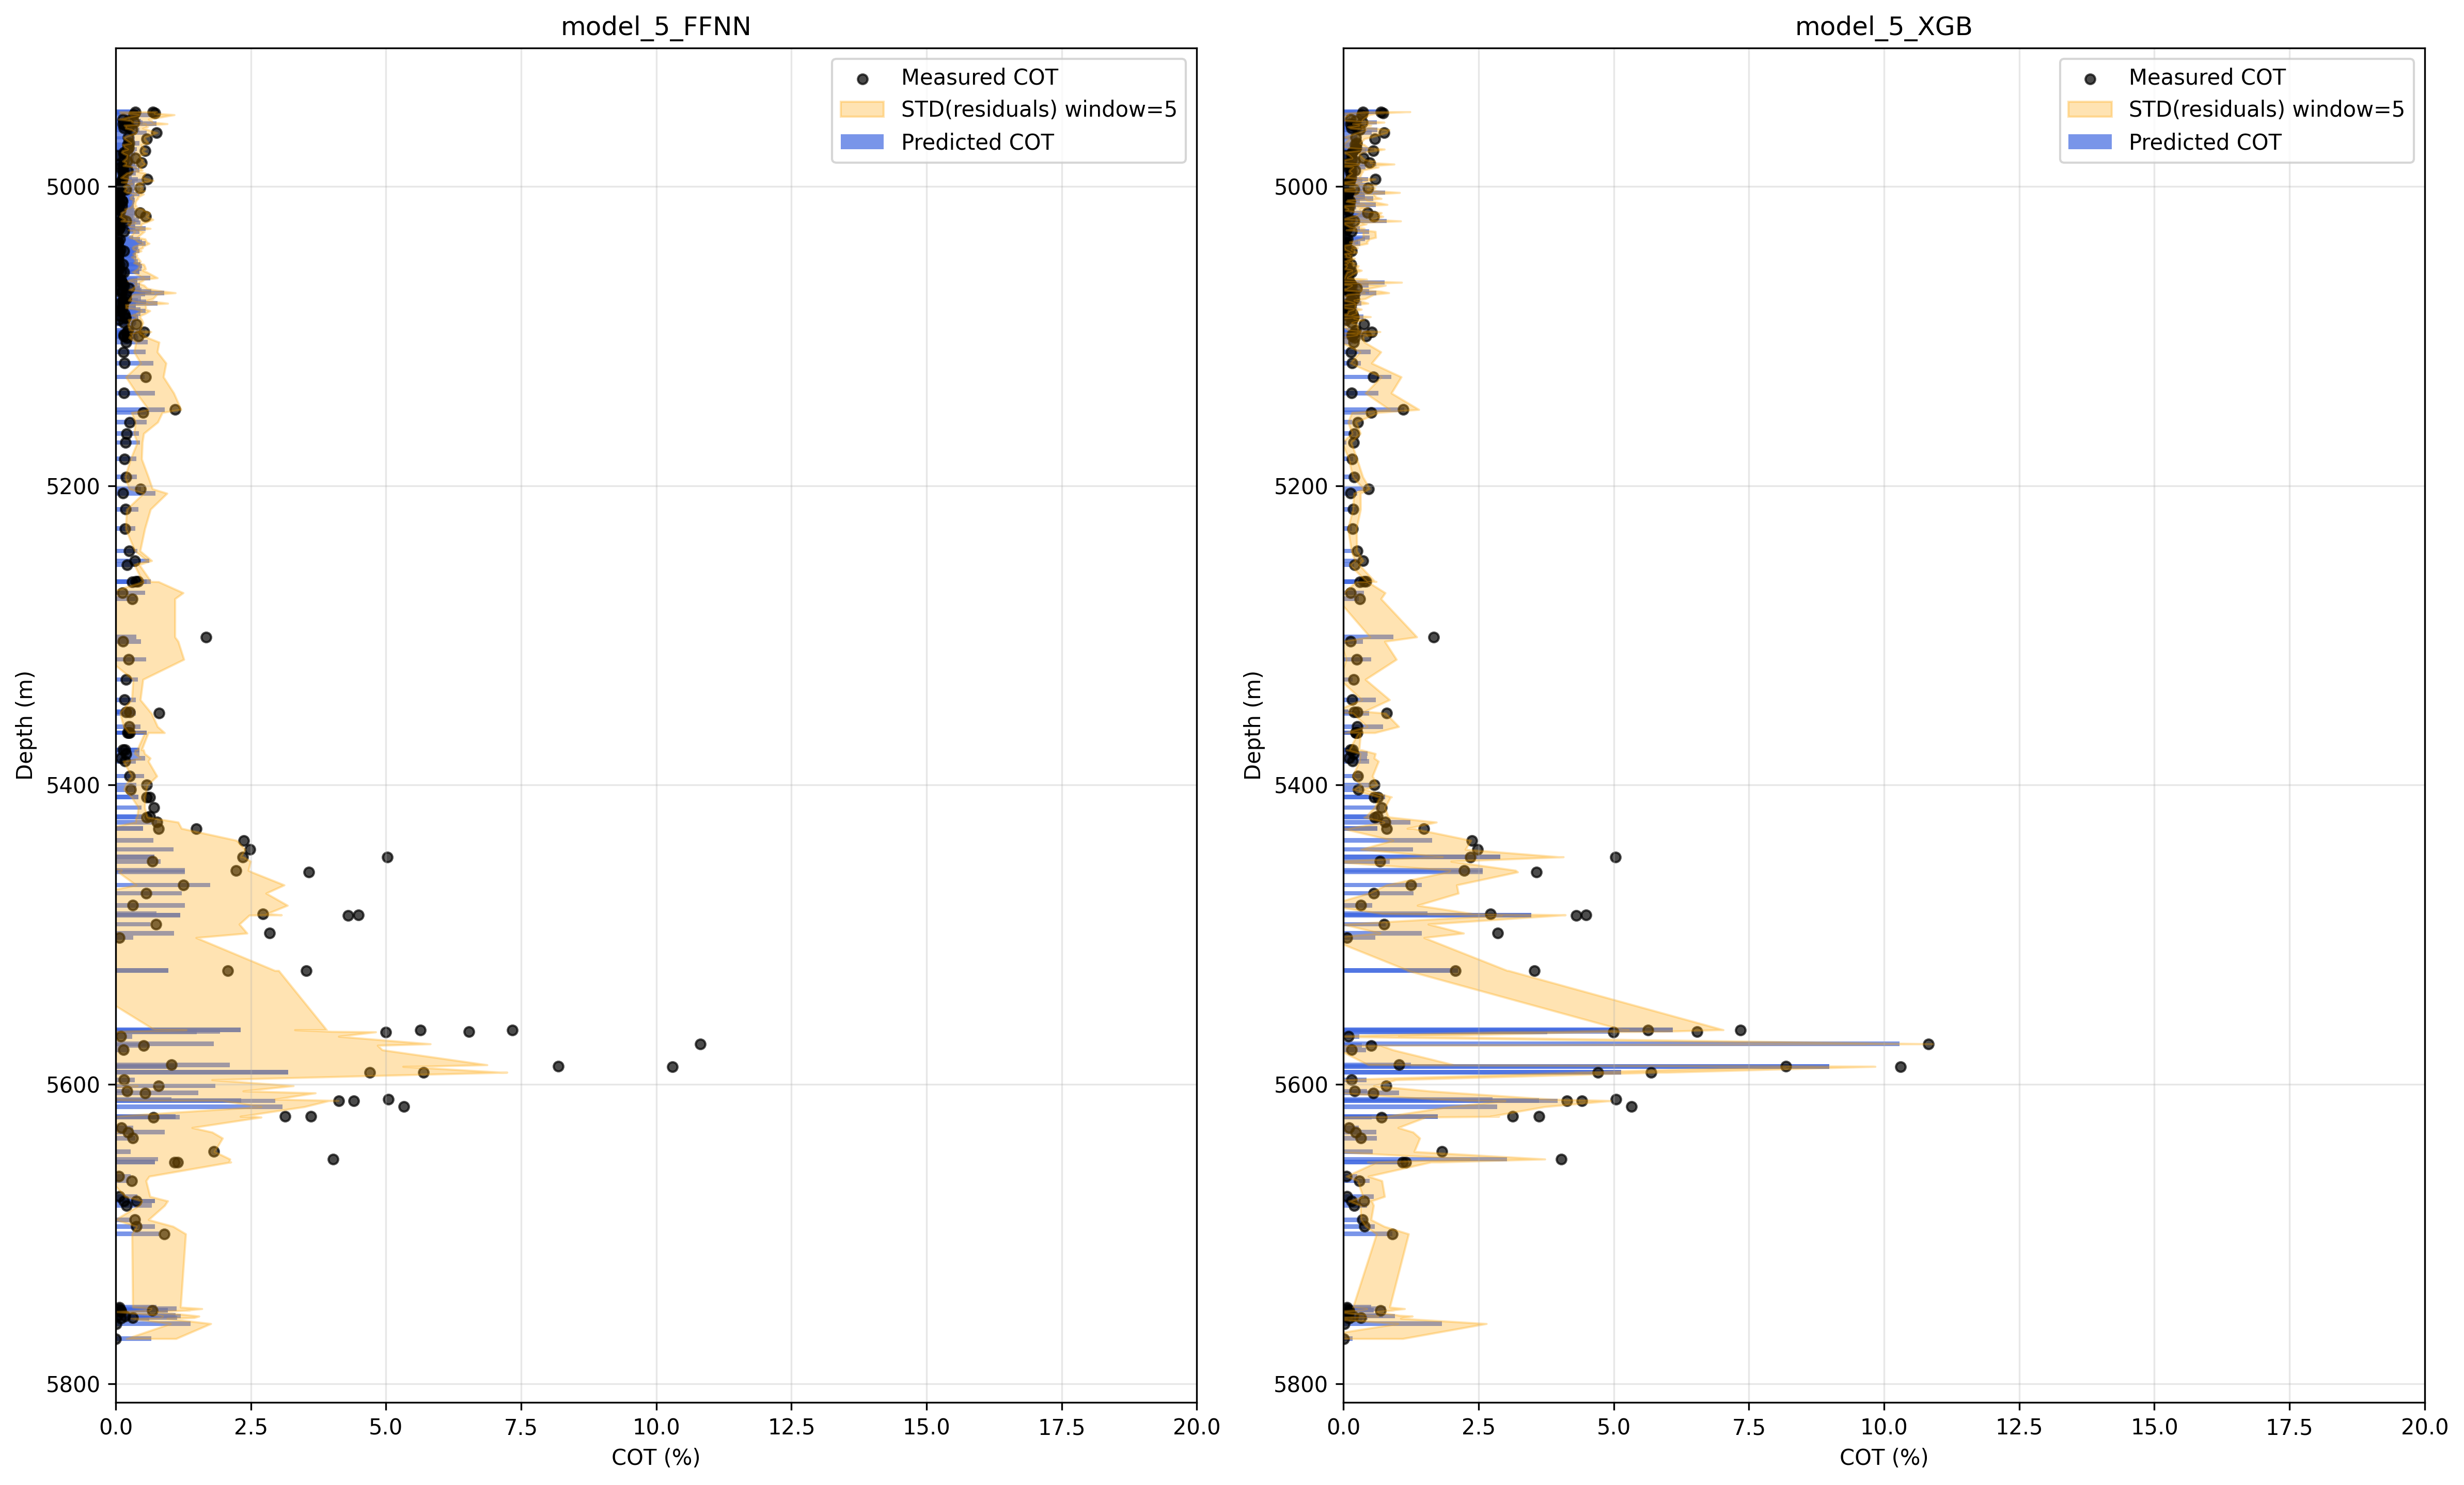 model_5_FFNN
Measured COT
STD(residuals) window=5
Predicted COT
5000
5200
5400
5600
5800
Depth (m)
0.0 2.5 5.0 7.5 10.0 12.5 15.0 17.5 20.0
COT (%)
model_5_XGB
Measured COT
STD(residuals) window=5
Predicted COT
5000
5200
5400
5600
5800
Depth (m)
0.0 2.5 5.0 7.5 10.0 12.5 15.0 17.5 20.0
COT (%)